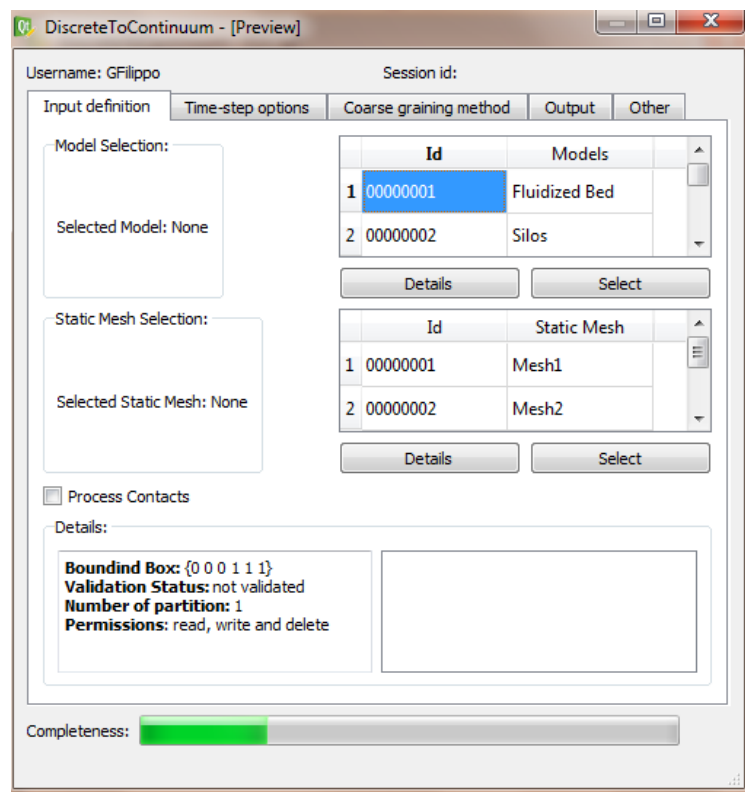 DiscreteToContinuum - [Preview]
Username: GFilippo Session id:
Input definition Time-step options Coarse graining method Output Other
Model Selection:
Selected Model: None
Id Models
1 00000001 Fluidized Bed
2 00000002 Silos
Details Select
Static Mesh Selection:
Selected Static Mesh: None
Id Static Mesh
1 00000001 Mesh1
2 00000002 Mesh2
Details Select
Process Contacts
Details:
Boundind Box: {0 0 0 1 1 1}
Validation Status: not validated
Number of partition: 1
Permissions: read, write and delete
Completeness: